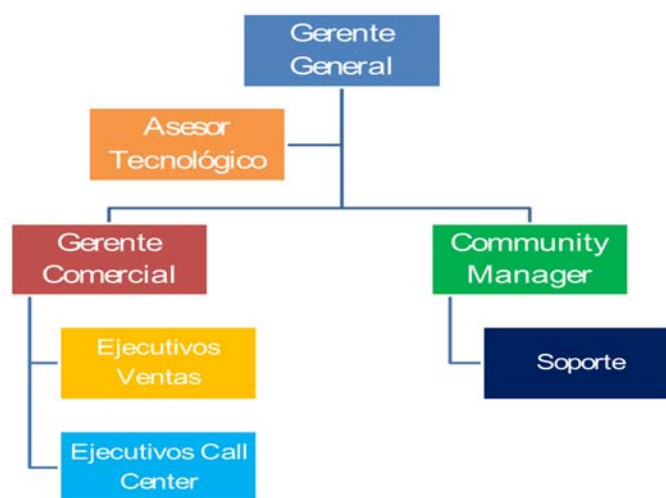 Gerente
General
Asesor
Tecnológico
Gerente
Comercial
Community
Manager
Ejecutivos
Ventas
Soporte
Ejecutivos Call
Center